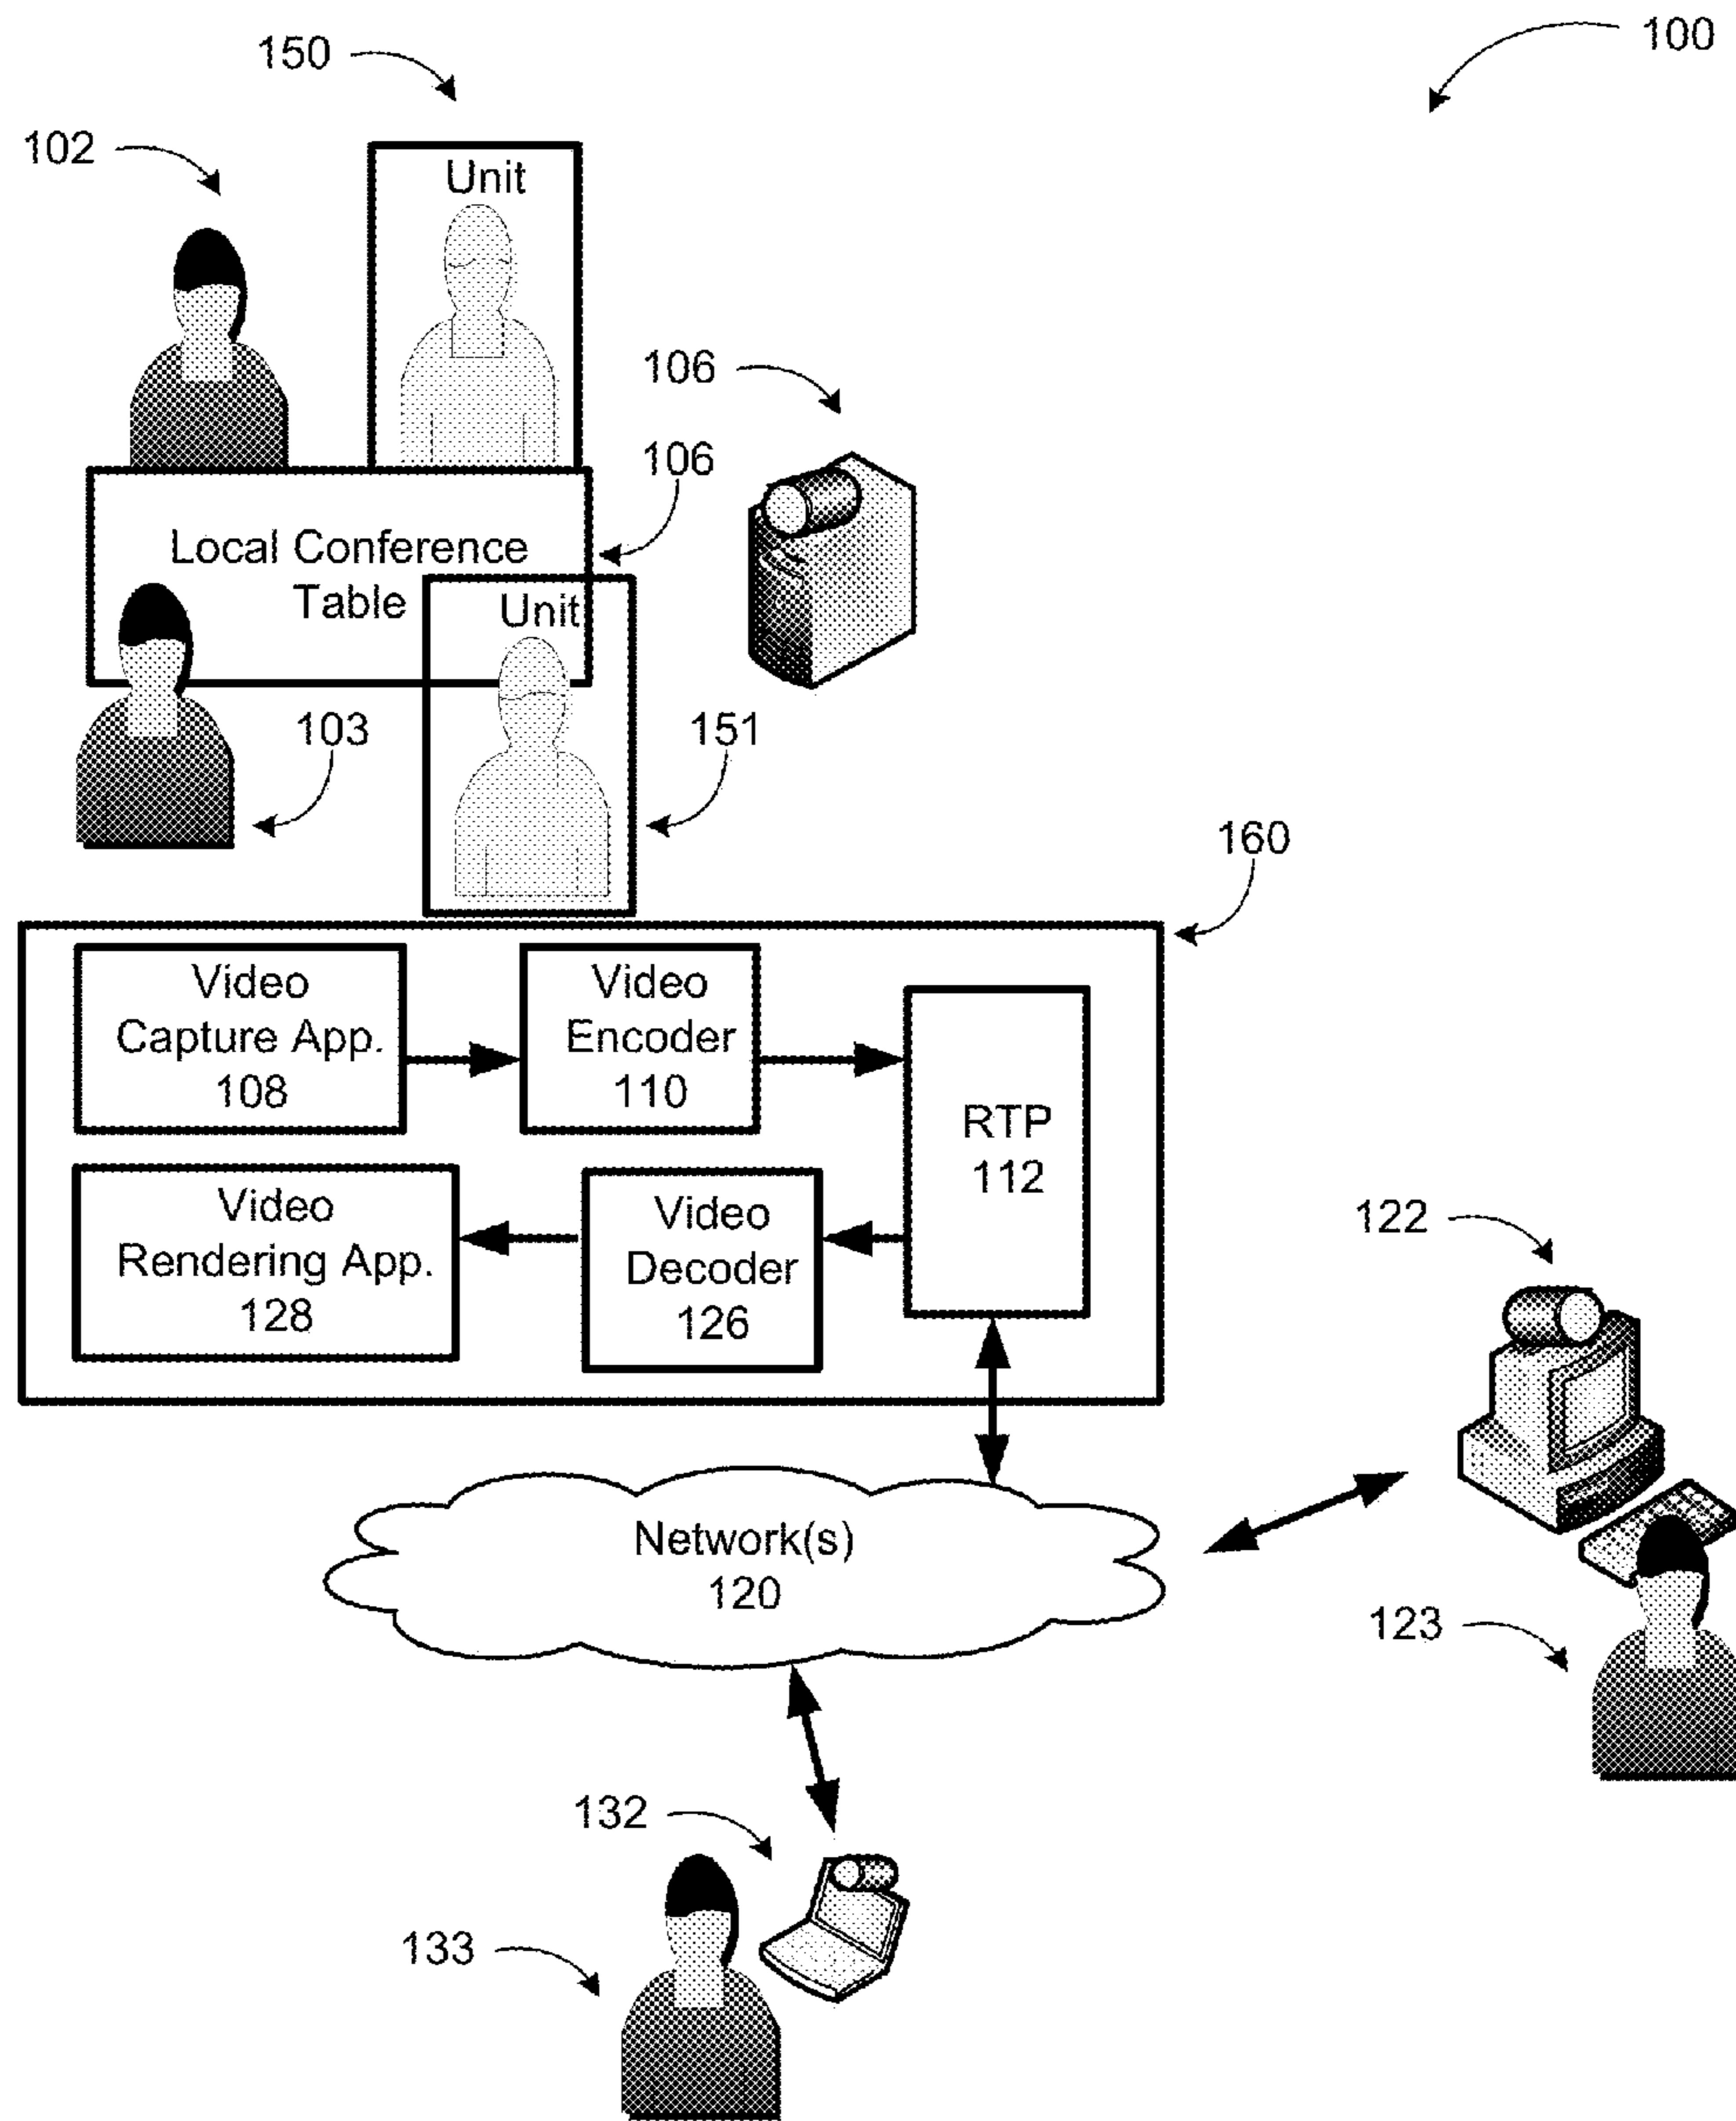 100
150
102
Unit
106
106
Local Conference
Table
Unit
103
151
160
Video
Capture App.
108
Video
Encoder
110
RTP
112
Video
Rendering App.
128
Video
Decoder
126
122
Network(s)
120
123
132
133